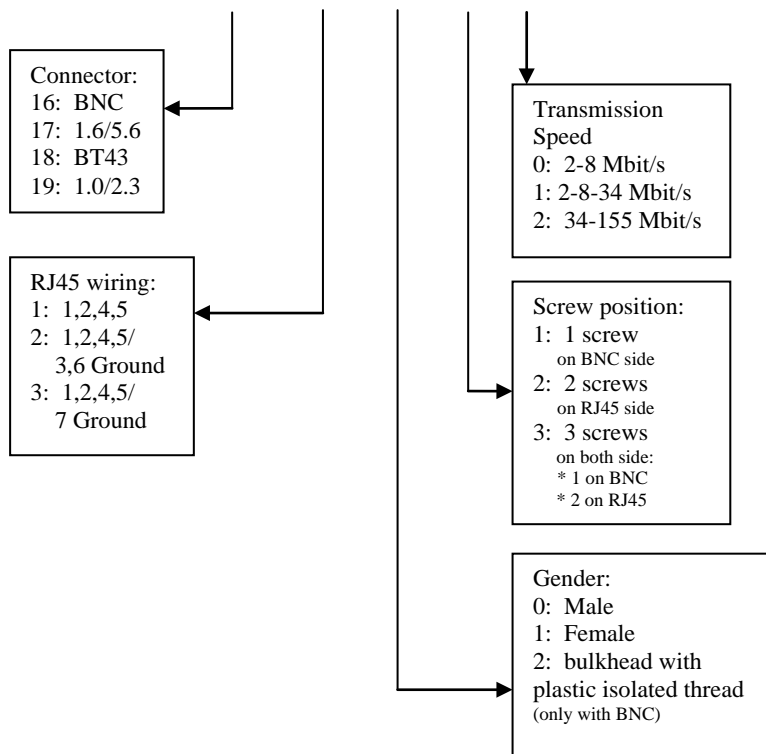 Connector:
16: BNC
17: 1.6/5.6
18: BT43
19: 1.0/2.3
RJ45 wiring:
1: 1,2,4,5
2: 1,2,4,5/
3,6 Ground
3: 1,2,4,5/
7 Ground
Transmission
Speed
0: 2-8 Mbit/s
1: 2-8-34 Mbit/s
2: 34-155 Mbit/s
Screw position:
1: 1 screw
on BNC side
2: 2 screws
on RJ45 side
3: 3 screws
on both side:
* 1 on BNC
* 2 on RJ45
Gender:
0: Male
1: Female
2: bulkhead with
plastic isolated thread
(only with BNC)